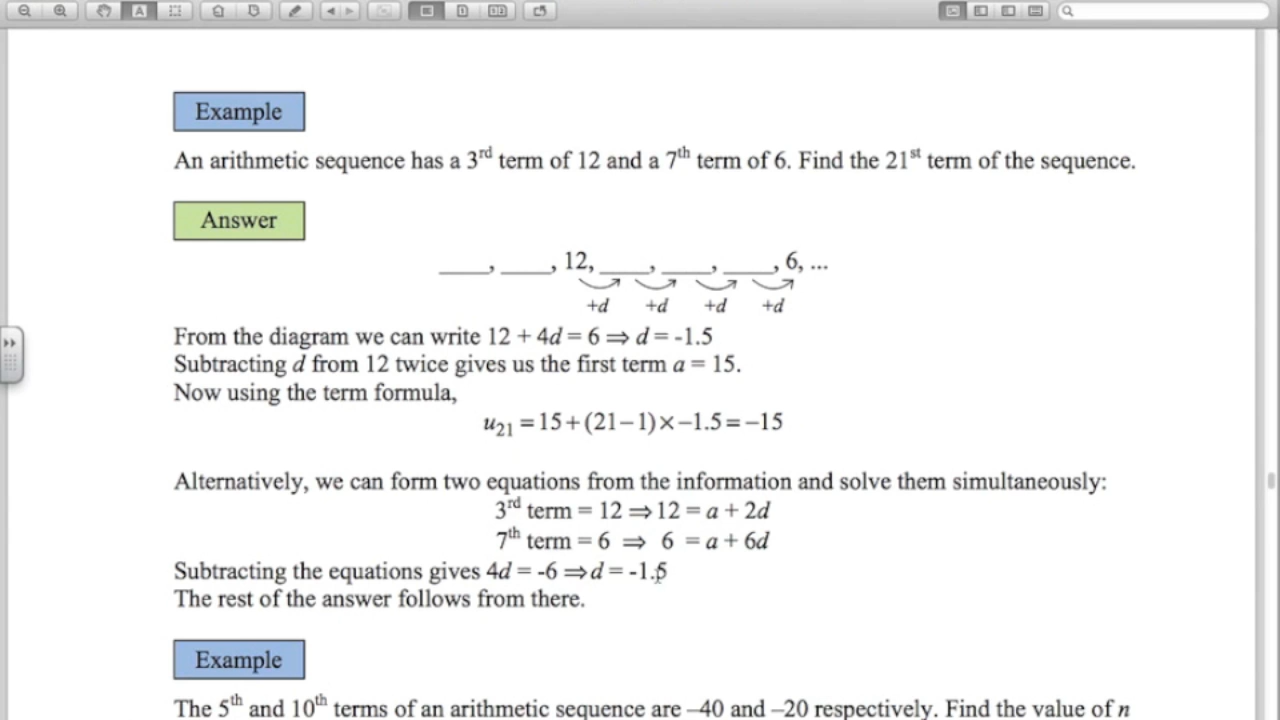 Example
An arithmetic sequence has a 3rd term of 12 and a 7th term of 6. Find the 21st term of the sequence.
Answer
____, ____, 12, ____, ____, ____, 6, ...
+d +d +d +d
From the diagram we can write 12 + 4d = 6 ⇒ d = -1.5
Subtracting d from 12 twice gives us the first term a = 15.
Now using the term formula,
u21 = 15+(21−1)×−1.5=−15
Alternatively, we can form two equations from the information and solve them simultaneously:
3rd term = 12 ⇒ 12 = a + 2d
7th term = 6 ⇒ 6 = a + 6d
Subtracting the equations gives 4d = -6 ⇒ d = -1.5
The rest of the answer follows from there.
Example
The 5th and 10th terms of an arithmetic sequence are –40 and –20 respectively. Find the value of n